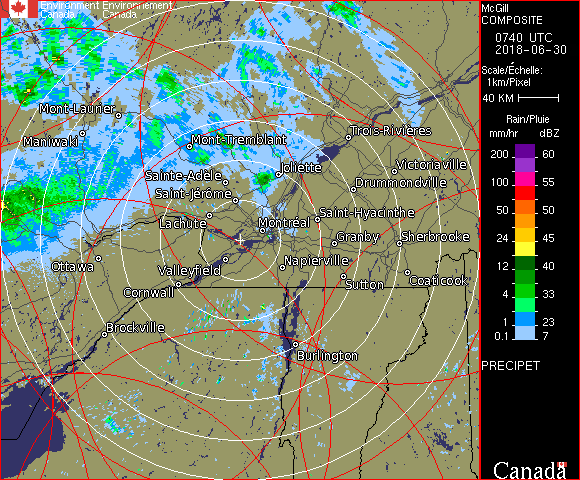 Environment Environnement
Canada Canada
Mont-Laurier
Maniwaki
Mont-Tremblant
Trois-Rivières
Sainte-Adèle
Joliette
Victoriaville
Saint-Jérôme
Drummondville
Lachute
Montréal
Saint-Hyacinthe
Granby
Sherbrooke
Ottawa
Valleyfield
Napierville
Cornwall
Sutton
Coaticook
Brockville
Burlington
McGill
COMPOSITE
0740 UTC
2018-06-30
Scale/Échelle:
1km/Pixel
40 KM
Rain/Pluie
mm/hr dBZ
200 60
150 57
100 55
50 50
24 45
12 40
4 33
1 23
0.1 7
PRECIPET
Canada